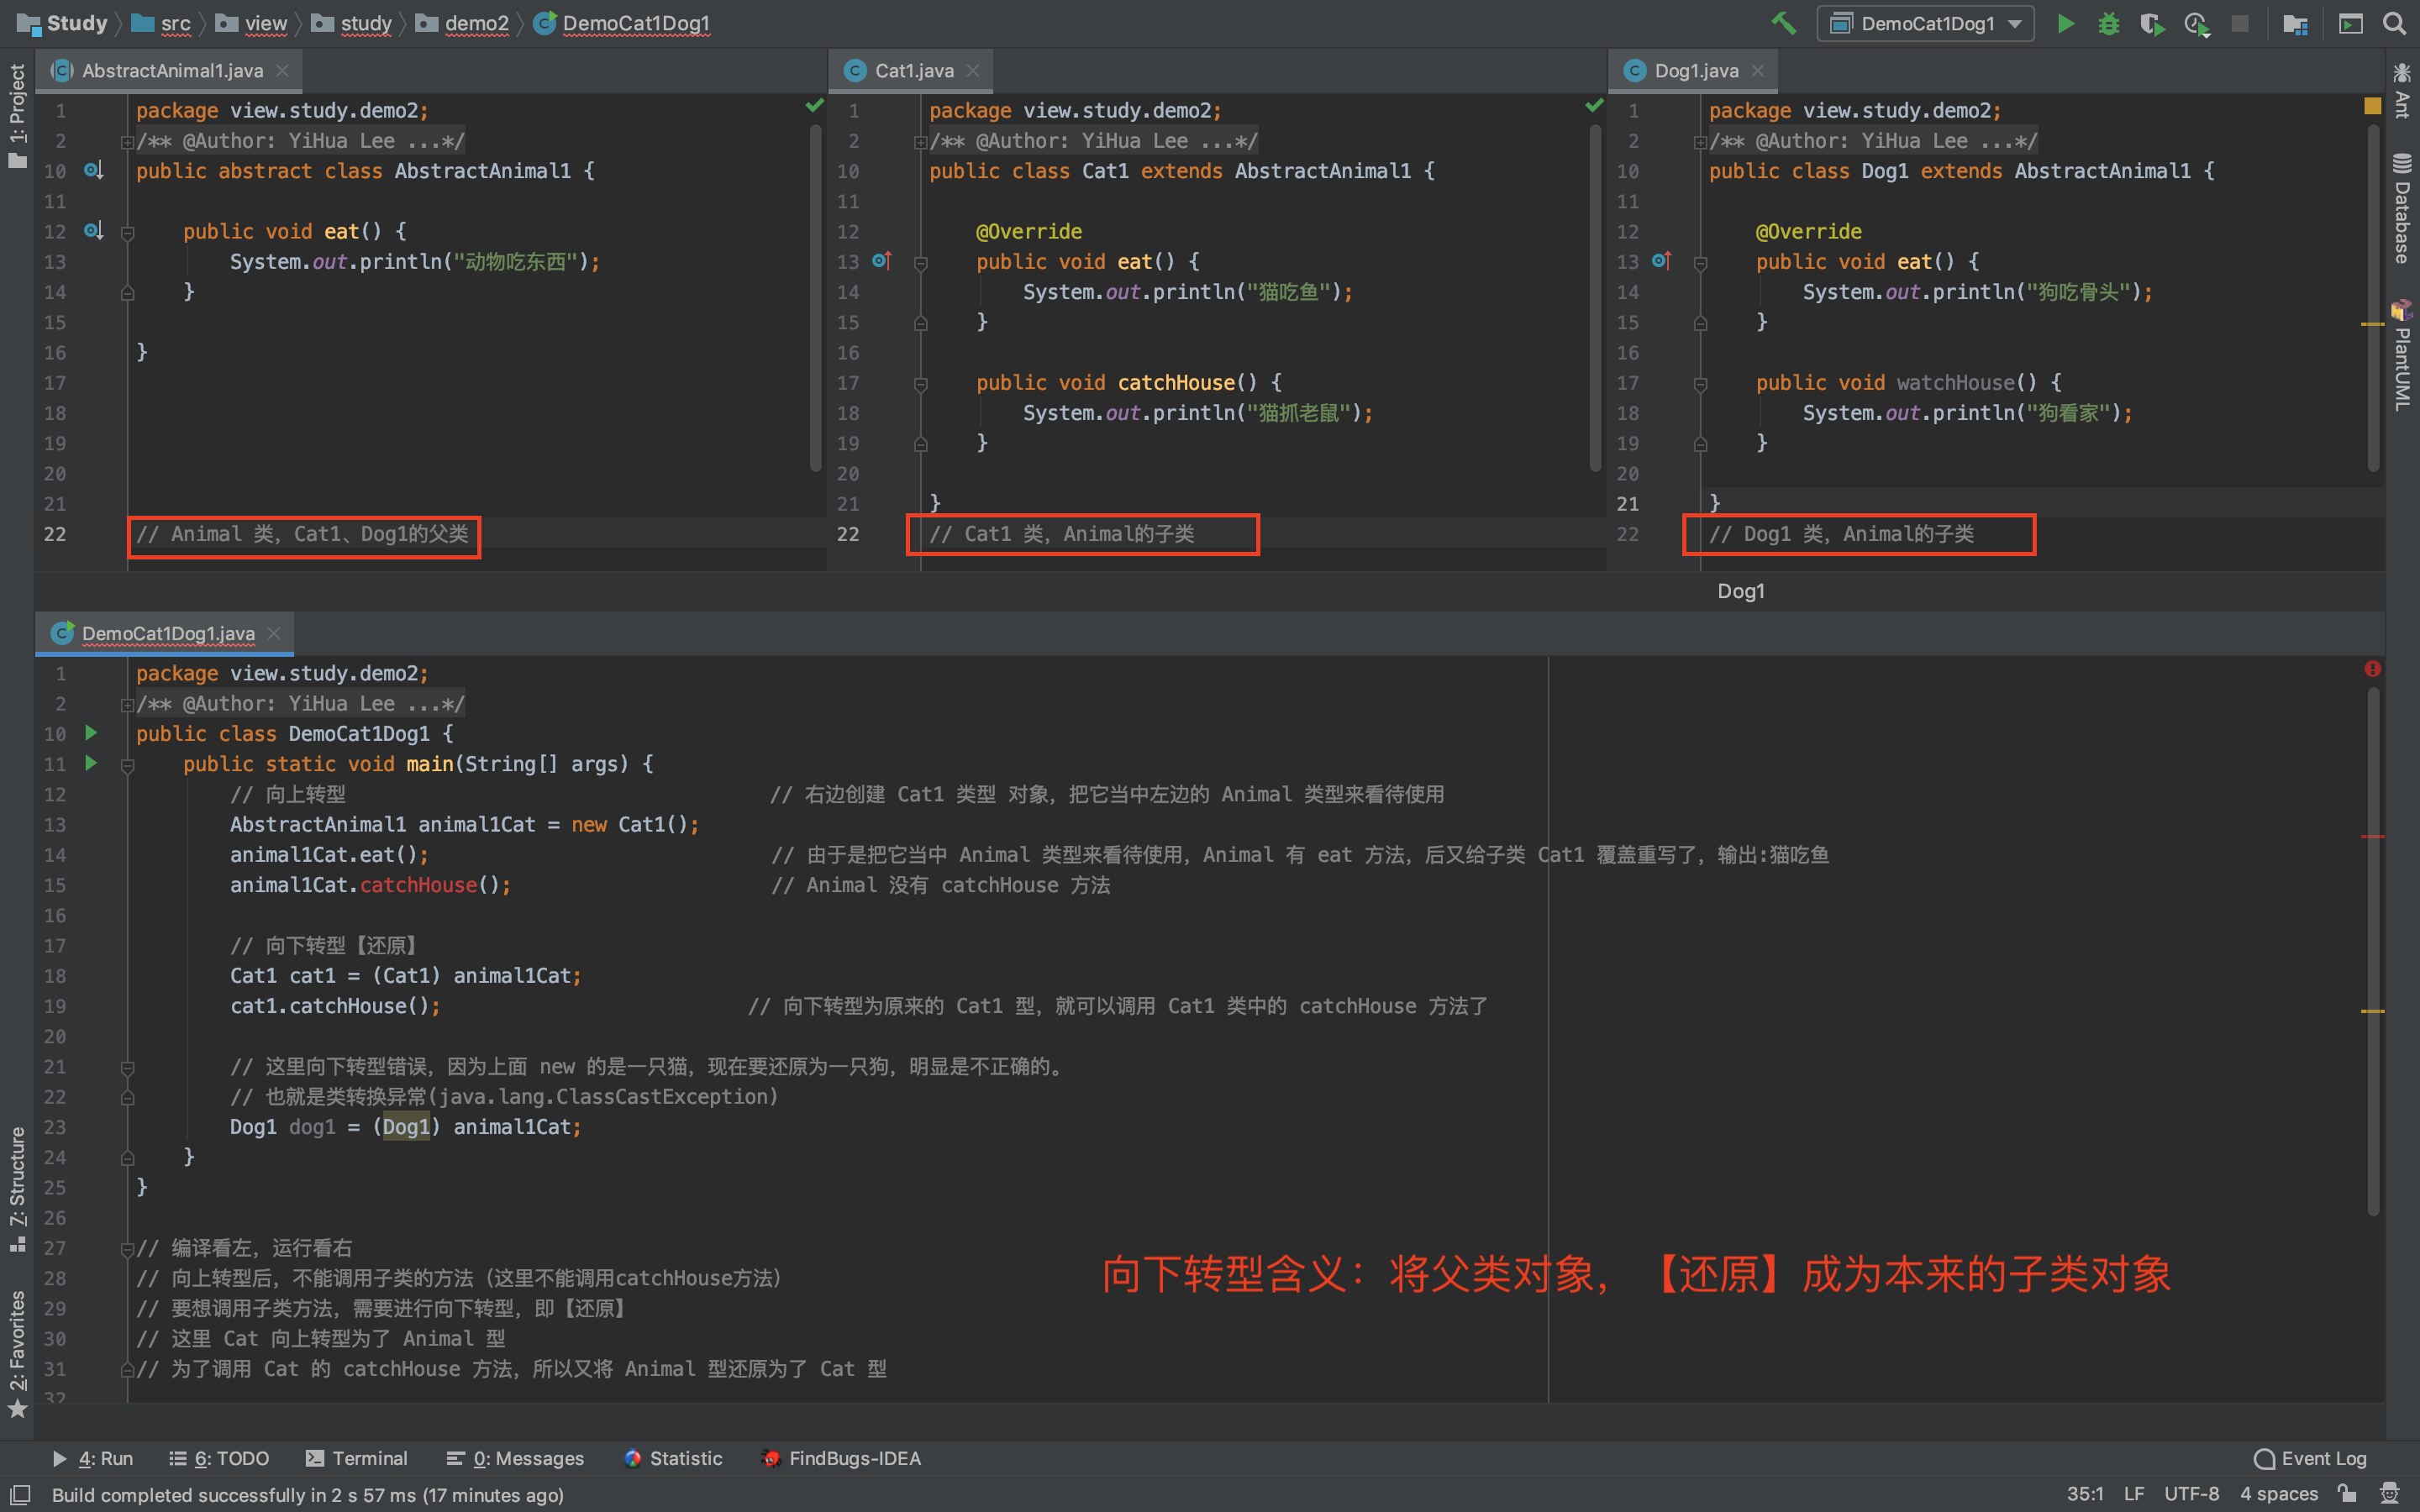 Study src view study demo2 DemoCat1Dog1
DemoCat1Dog1
1: Project
AbstractAnimal1.java
1 package view.study.demo2;
2 /** @Author: YiHua Lee ...*/
10 public abstract class AbstractAnimal1 {
11
12 public void eat() {
13 System.out.println("动物吃东西");
14 }
15
16 }
17
18
19
20
21
22 // Animal 类，Cat1、Dog1的父类
Cat1.java
1 package view.study.demo2;
2 /** @Author: YiHua Lee ...*/
10 public class Cat1 extends AbstractAnimal1 {
11
12 @Override
13 public void eat() {
14 System.out.println("猫吃鱼");
15 }
16
17 public void catchHouse() {
18 System.out.println("猫抓老鼠");
19 }
20
21 }
22 // Cat1 类，Animal的子类
Dog1.java
1 package view.study.demo2;
2 /** @Author: YiHua Lee ...*/
10 public class Dog1 extends AbstractAnimal1 {
11
12 @Override
13 public void eat() {
14 System.out.println("狗吃骨头");
15 }
16
17 public void watchHouse() {
18 System.out.println("狗看家");
19 }
20
21 }
22 // Dog1 类，Animal的子类
Dog1
Ant
Database
PlantUML
DemoCat1Dog1.java
1 package view.study.demo2;
2 /** @Author: YiHua Lee ...*/
10 public class DemoCat1Dog1 {
11 public static void main(String[] args) {
12 // 向上转型 // 右边创建 Cat1 类型 对象，把它当中左边的 Animal 类型来看待使用
13 AbstractAnimal1 animal1Cat = new Cat1();
14 animal1Cat.eat(); // 由于是把它当中 Animal 类型来看待使用，Animal 有 eat 方法，后又给子类 Cat1 覆盖重写了，输出:猫吃鱼
15 animal1Cat.catchHouse(); // Animal 没有 catchHouse 方法
16
17 // 向下转型【还原】
18 Cat1 cat1 = (Cat1) animal1Cat;
19 cat1.catchHouse(); // 向下转型为原来的 Cat1 型，就可以调用 Cat1 类中的 catchHouse 方法了
20
21 // 这里向下转型错误，因为上面 new 的是一只猫，现在要还原为一只狗，明显是不正确的。
22 // 也就是类转换异常(java.lang.ClassCastException)
23 Dog1 dog1 = (Dog1) animal1Cat;
24 }
25 }
26
27 // 编译看左，运行看右
28 // 向上转型后，不能调用子类的方法（这里不能调用catchHouse方法）
29 // 要想调用子类方法，需要进行向下转型，即【还原】
30 // 这里 Cat 向上转型为了 Animal 型
31 // 为了调用 Cat 的 catchHouse 方法，所以又将 Animal 型还原为了 Cat 型
32
向下转型含义：将父类对象，【还原】成为本来的子类对象
7: Structure
2: Favorites
4: Run 6: TODO Terminal 0: Messages Statistic FindBugs-IDEA Event Log
Build completed successfully in 2 s 57 ms (17 minutes ago) 35:1 LF UTF-8 4 spaces